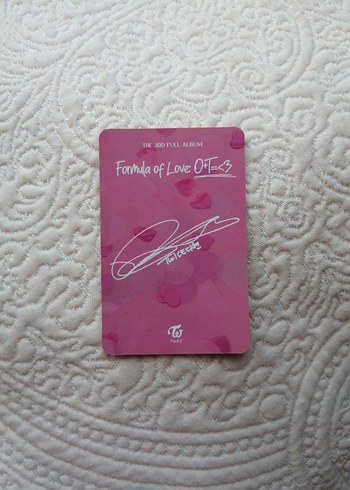 THE 3RD FULL ALBUM
Formula of Love: O+T=<3
TWICE